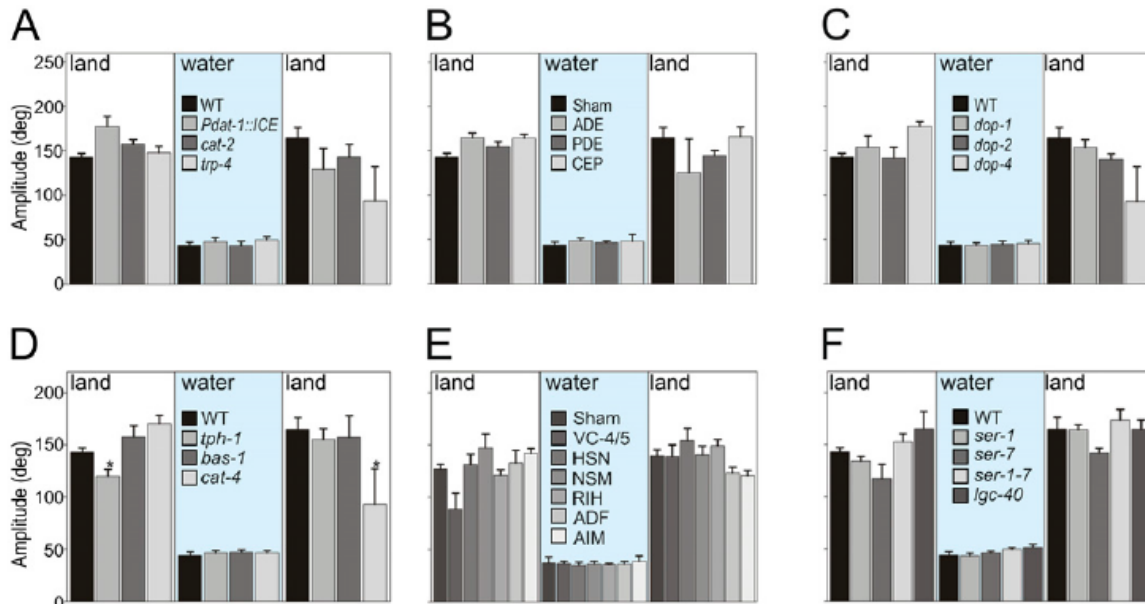 A
B
C
land
water
land
land
water
land
land
water
land
250
200
150
100
50
0
Amplitude (deg)
WT
Pdat-1::ICE
cat-2
trp-4
Sham
ADE
PDE
CEP
WT
dop-1
dop-2
dop-4
D
E
F
land
water
land
land
water
land
land
water
land
200
150
100
50
0
Amplitude (deg)
WT
tph-1
bas-1
cat-4
*
*
Sham
VC-4/5
HSN
NSM
RIH
ADF
AIM
WT
ser-1
ser-7
ser-1-7
lgc-40